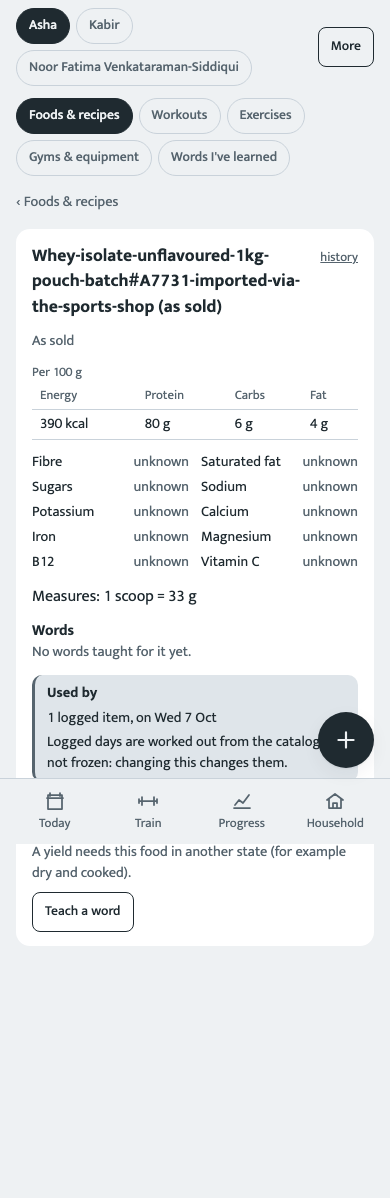 Asha
Kabir
More
Noor Fatima Venkataraman-Siddiqui
Foods & recipes
Workouts
Exercises
Gyms & equipment
Words I've learned
‹ Foods & recipes
Whey-isolate-unflavoured-1kg-
pouch-batch#A7731-imported-via-
the-sports-shop (as sold)
history
As sold
Per 100 g
Energy Protein Carbs Fat
390 kcal 80 g 6 g 4 g
Fibre unknown Saturated fat unknown
Sugars unknown Sodium unknown
Potassium unknown Calcium unknown
Iron unknown Magnesium unknown
B12 unknown Vitamin C unknown
Measures: 1 scoop = 33 g
Words
No words taught for it yet.
Used by
1 logged item, on Wed 7 Oct
Logged days are worked out from the catalog
not frozen: changing this changes them.
Today
Train
Progress
Household
A yield needs this food in another state (for example
dry and cooked).
Teach a word